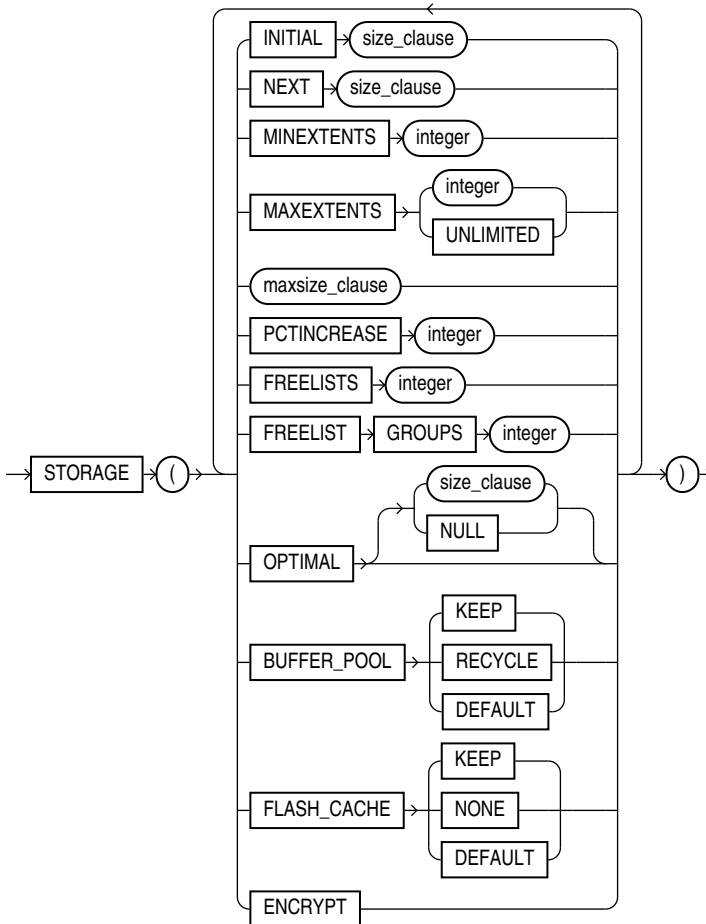 INITIAL size_clause
NEXT size_clause
MINEXTENTS integer
integer
MAXEXTENTS
UNLIMITED
maxsize_clause
PCTINCREASE integer
FREELISTS integer
FREELIST GROUPS integer
STORAGE ( )
size_clause
NULL
OPTIMAL
KEEP
BUFFER_POOL RECYCLE
DEFAULT
KEEP
FLASH_CACHE NONE
DEFAULT
ENCRYPT